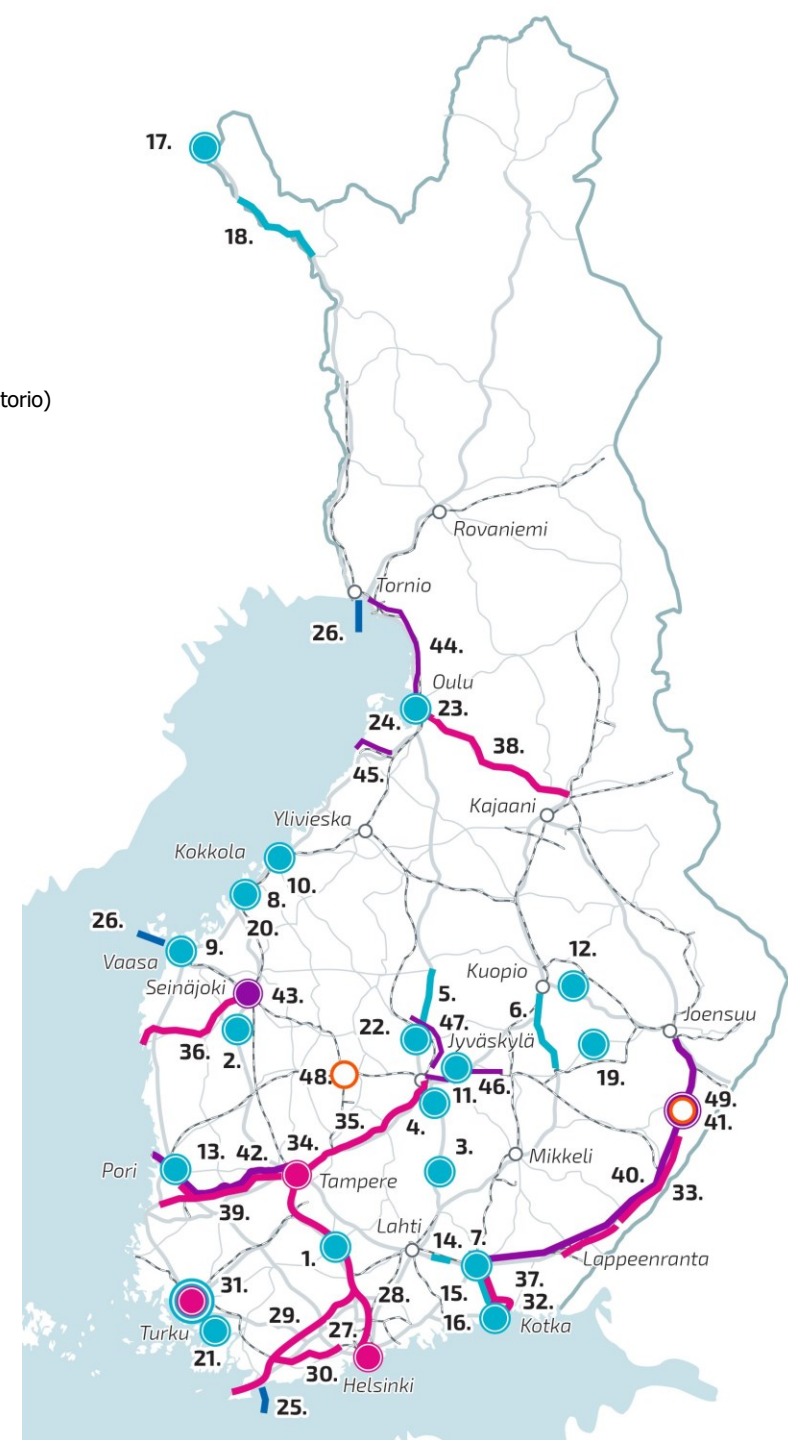 17.
18.
torio)
Rovaniemi
Tornio
26.
44.
Oulu
24.
23.
38.
45.
Kajaani
Ylivieska
Kokkola
10.
8.
20.
26.
9.
12.
Vaasa
Kuopio
Seinäjoki
43.
5.
6.
Joensuu
47.
22.
Jyväskylä
36.
2.
19.
48.
11.
46.
49.
35.
4.
41.
34.
13.
42.
3.
Mikkeli
40.
Pori
Tampere
33.
39.
Lahti
14.
7.
1.
Lappeenranta
37.
31.
28.
15.
32.
29.
16.
Kotka
Turku
27.
21.
30.
Helsinki
25.